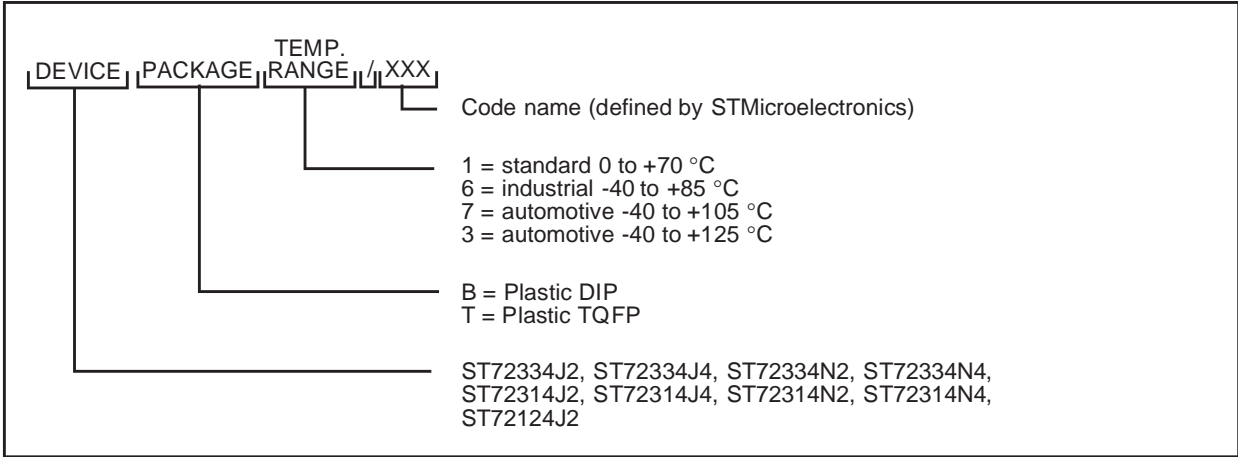 TEMP.
DEVICE PACKAGE RANGE / XXX
Code name (defined by STMicroelectronics)
1 = standard 0 to +70 °C
6 = industrial -40 to +85 °C
7 = automotive -40 to +105 °C
3 = automotive -40 to +125 °C
B = Plastic DIP
T = Plastic TQFP
ST72334J2, ST72334J4, ST72334N2, ST72334N4,
ST72314J2, ST72314J4, ST72314N2, ST72314N4,
ST72124J2